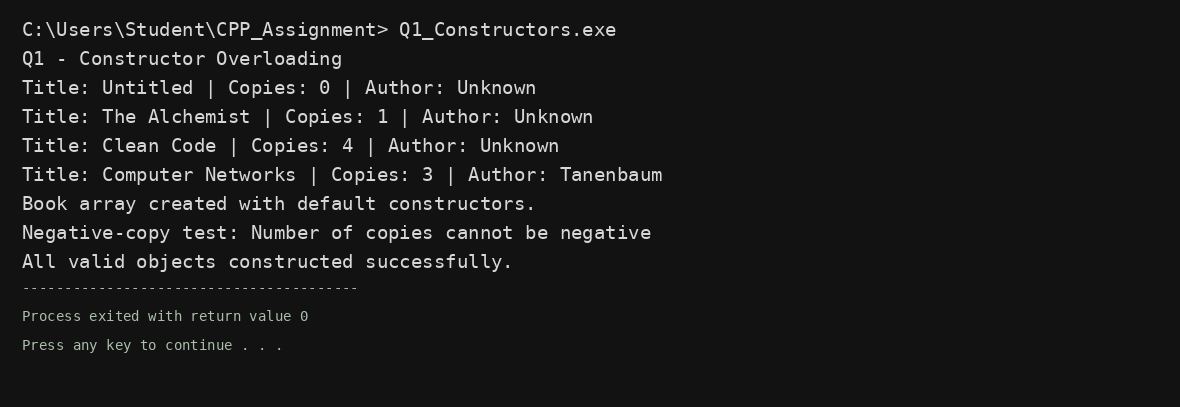 C:\Users\Student\CPP_Assignment> Q1_Constructors.exe
Q1 - Constructor Overloading
Title: Untitled | Copies: 0 | Author: Unknown
Title: The Alchemist | Copies: 1 | Author: Unknown
Title: Clean Code | Copies: 4 | Author: Unknown
Title: Computer Networks | Copies: 3 | Author: Tanenbaum
Book array created with default constructors.
Negative-copy test: Number of copies cannot be negative
All valid objects constructed successfully.
----------------------------------------
Process exited with return value 0
Press any key to continue . . .